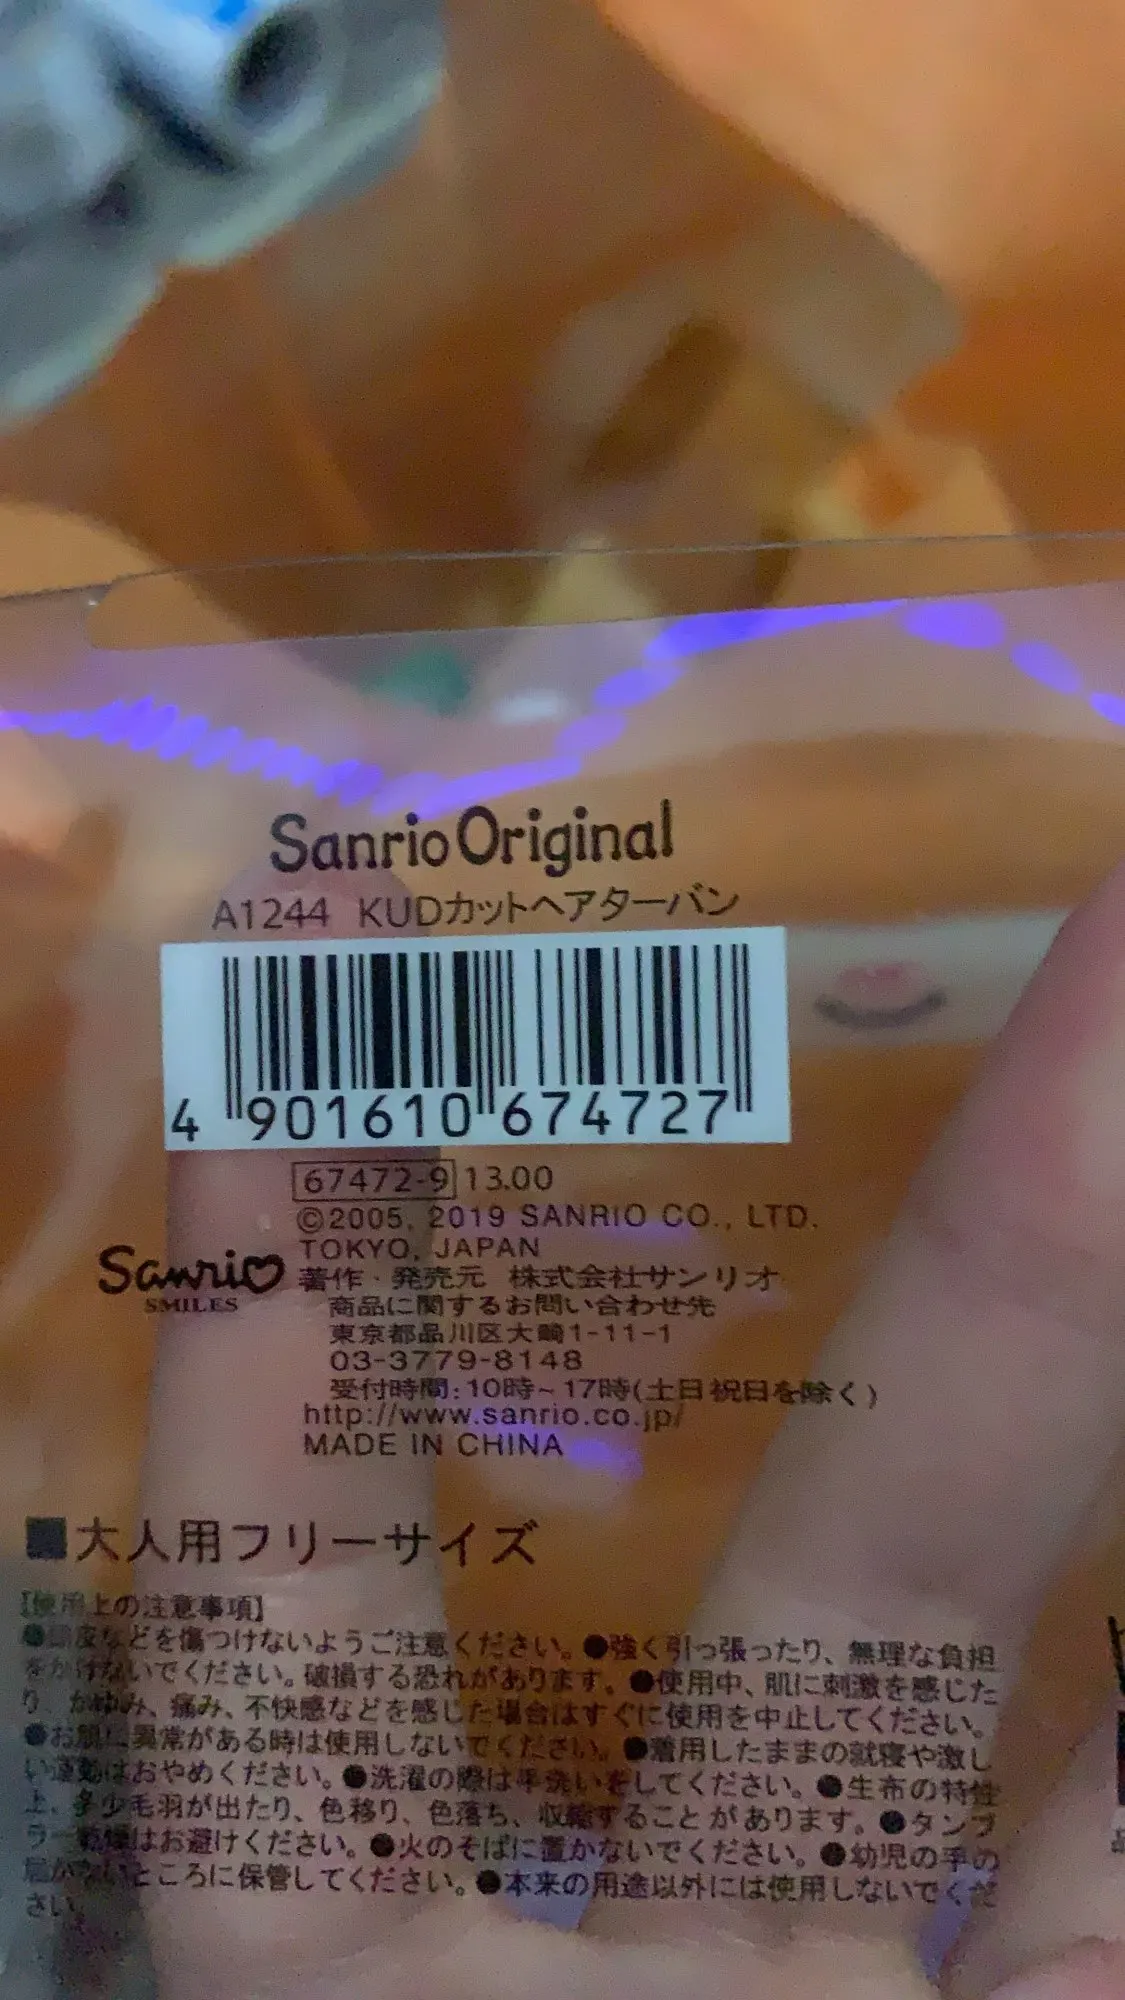 Sanrio Original
A1244 KUDカットヘアターバン
4 901610 674727
67472-9 13.00
©2005, 2019 SANRIO CO., LTD.
TOKYO, JAPAN
Sanrio
SMILES
著作・発売元 株式会社サンリオ
商品に関するお問い合わせ先
東京都品川区大崎1-11-1
03-3779-8148
受付時間:10時~17時(土日祝日を除く)
http://www.sanrio.co.jp/
MADE IN CHINA
■大人用フリーサイズ
【使用上の注意事項】
●頭皮などを傷つけないようご注意ください。●強く引っ張ったり、無理な負担
をかけないでください。破損する恐れがあります。●使用中、肌に刺激を感じた
り、かゆみ、痛み、不快感などを感じた場合はすぐに使用を中止してください。
●お肌に異常がある時は使用しないでください。●着用したままの就寝や激し
い運動はおやめください。●洗濯の際は手洗いをしてください。●生布の特性
上、多少毛羽が出たり、色移り、色落ち、収縮することがあります。●タンブ
ラー乾燥はお避けください。●火のそばに置かないでください。●幼児の手の
届かないところに保管してください。●本来の用途以外には使用しないでくだ
さい。